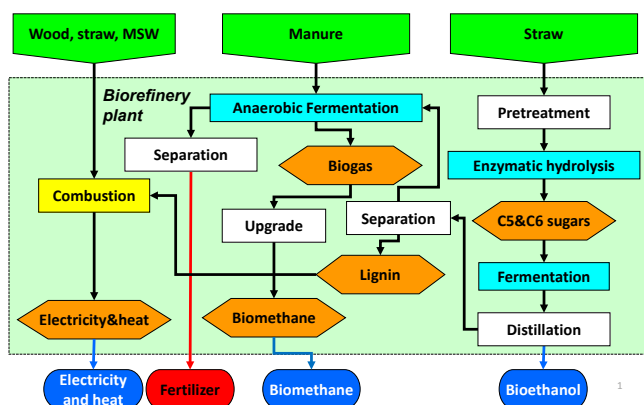 Wood, straw, MSW
Manure
Straw
Biorefinery
plant
Anaerobic Fermentation
Pretreatment
Separation
Biogas
Enzymatic hydrolysis
Combustion
Upgrade
Separation
C5&C6 sugars
Lignin
Fermentation
Electricity&heat
Biomethane
Distillation
Electricity
and heat
Fertilizer
Biomethane
Bioethanol
1